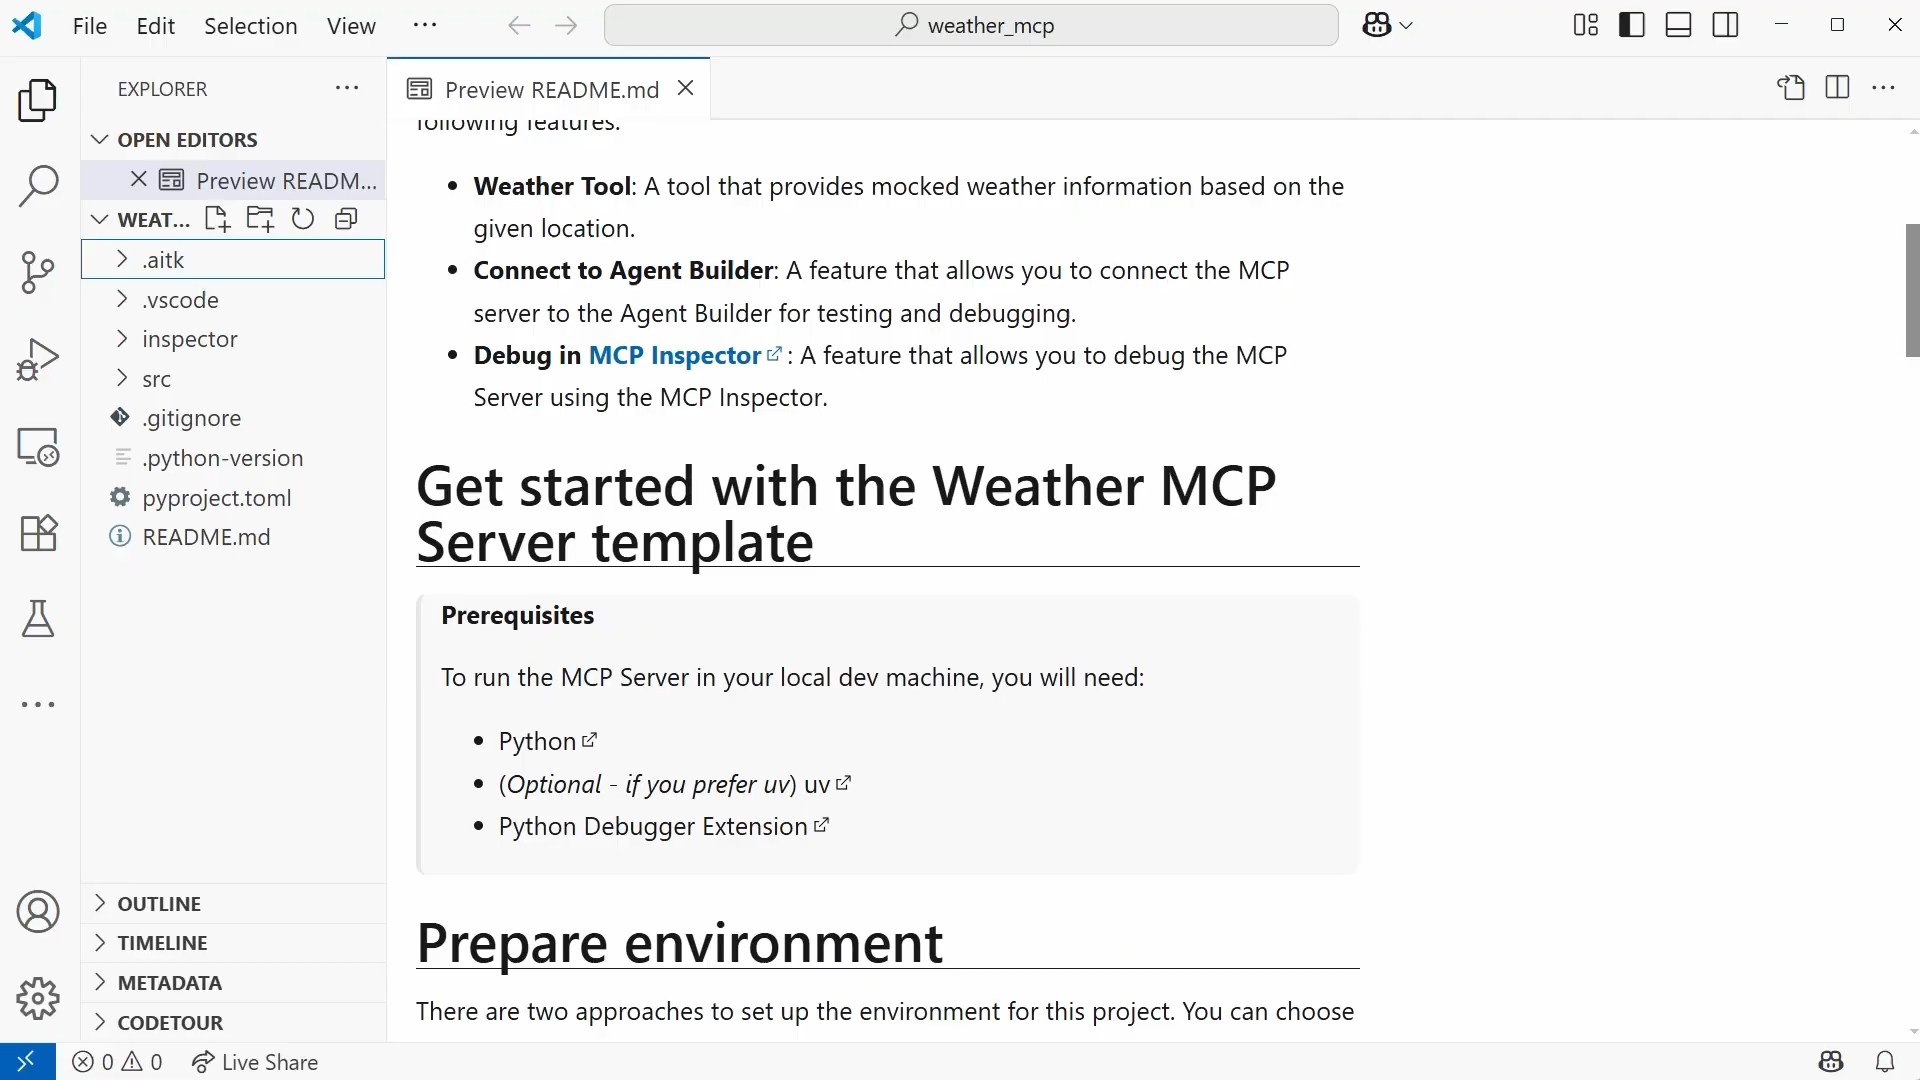 File Edit Selection View
weather_mcp
EXPLORER
OPEN EDITORS
Preview READM...
WEAT...
.aitk
.vscode
inspector
src
.gitignore
.python-version
pyproject.toml
README.md
OUTLINE
TIMELINE
METADATA
CODETOUR
Preview README.md
following features.
• Weather Tool: A tool that provides mocked weather information based on the
given location.
• Connect to Agent Builder: A feature that allows you to connect the MCP
server to the Agent Builder for testing and debugging.
• Debug in MCP Inspector : A feature that allows you to debug the MCP
Server using the MCP Inspector.
Get started with the Weather MCP
Server template
Prerequisites
To run the MCP Server in your local dev machine, you will need:
• Python
• (Optional - if you prefer uv) uv
• Python Debugger Extension
Prepare environment
There are two approaches to set up the environment for this project. You can choose
0 0 Live Share